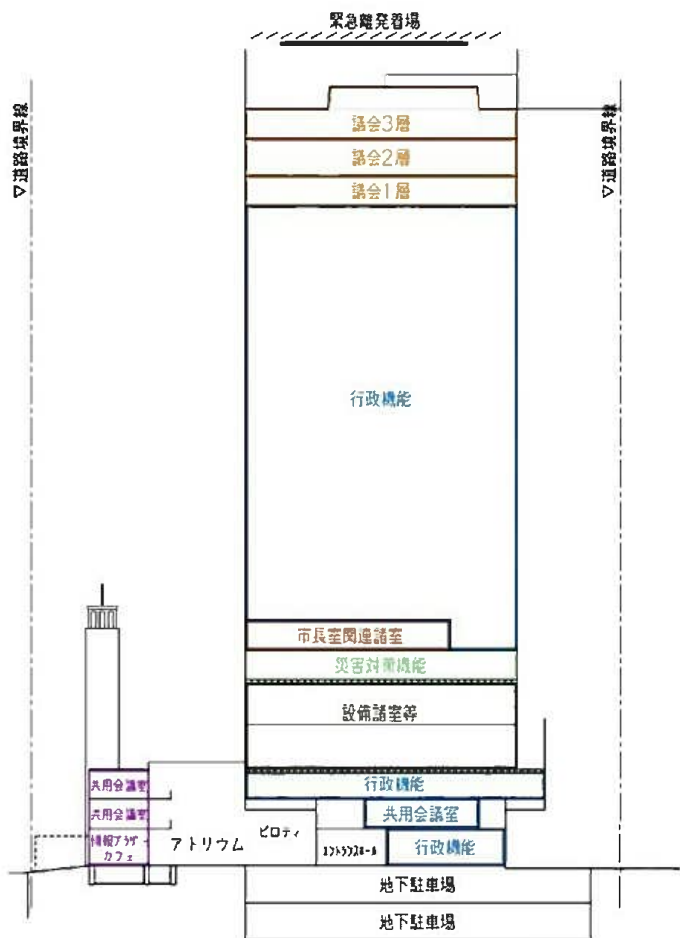 緊急離発着場
▽道路境界線
▽道路境界線
議会3層
議会2層
議会1層
行政機能
市長室関連諸室
災害対策機能
設備諸室等
行政機能
共用会議室
共用会議室
共用会議室
情報プラザ・
カフェ
アトリウム
ピロティ
エントランスホール
行政機能
地下駐車場
地下駐車場